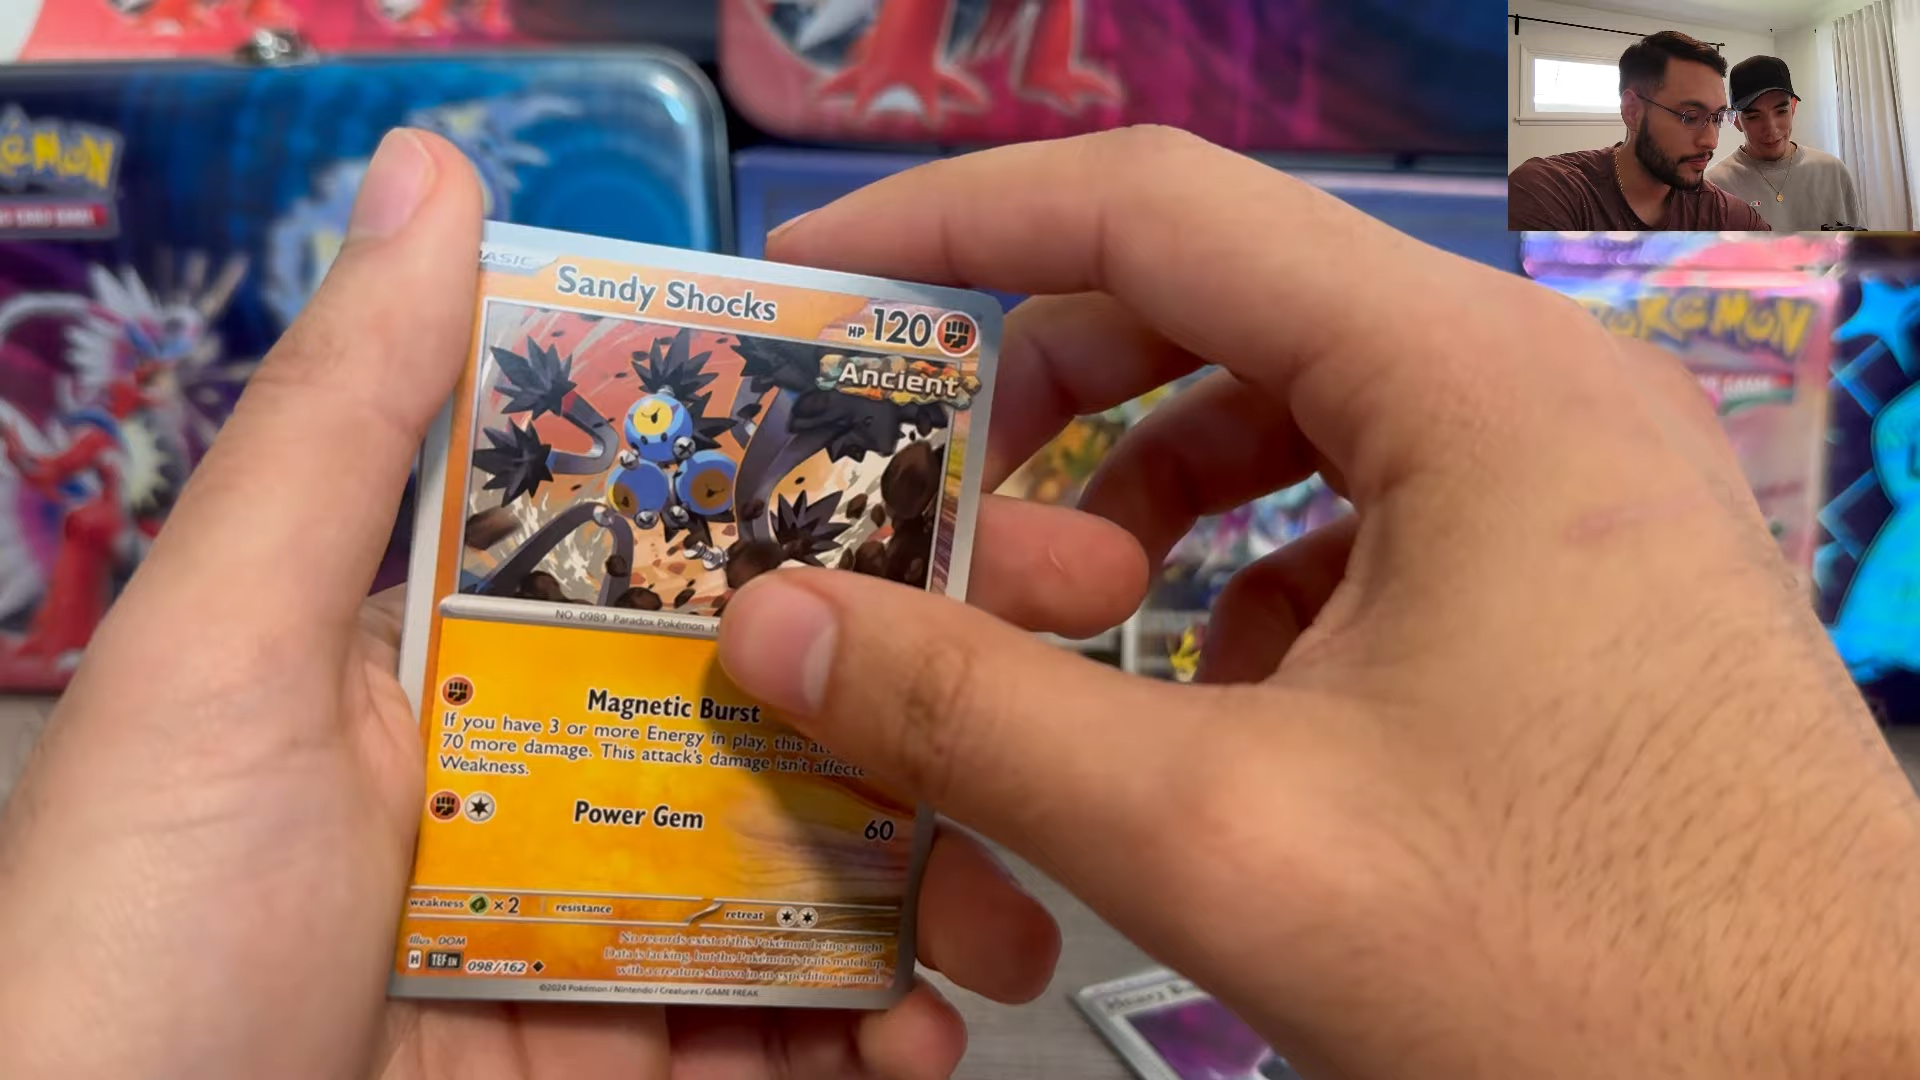 POKÉMON
BASIC
Sandy Shocks
HP 120
Ancient
POKÉMON
NO. 0989 Paradox Pokémon
Magnetic Burst
If you have 3 or more Energy in play, this
70 more damage. This attack's damage isn't
Weakness.
Power Gem
60
weakness ×2 resistance retreat
Illus. DOM
No records exist of this Pokémon being caught.
Data is lacking, but the Pokémon's traits match up
with a creature shown in an expedition journal.
H TEF EN 098/162
©2024 Pokémon / Nintendo / Creatures / GAME FREAK